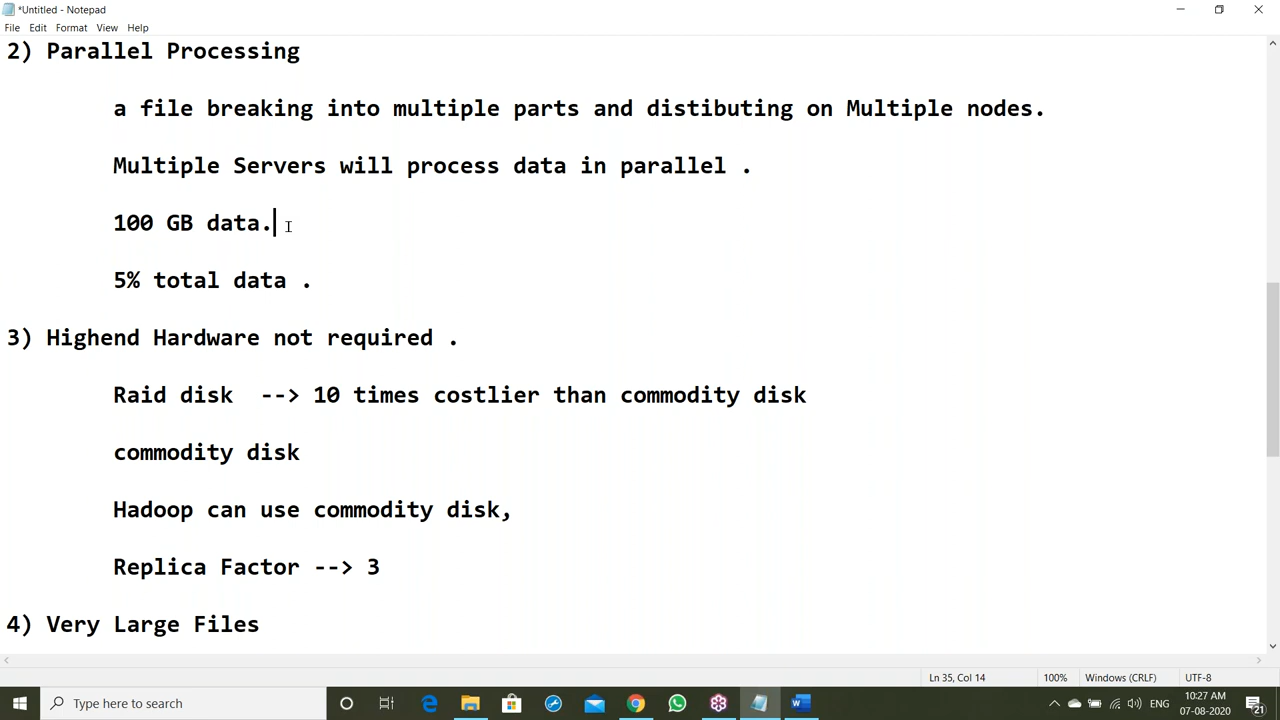 *Untitled - Notepad
File Edit Format View Help
2) Parallel Processing
a file breaking into multiple parts and distibuting on Multiple nodes.
Multiple Servers will process data in parallel .
100 GB data.
5% total data .
3) Highend Hardware not required .
Raid disk --> 10 times costlier than commodity disk
commodity disk
Hadoop can use commodity disk,
Replica Factor --> 3
4) Very Large Files
Ln 35, Col 14 100% Windows (CRLF) UTF-8
Type here to search
ENG
10:27 AM
07-08-2020
21